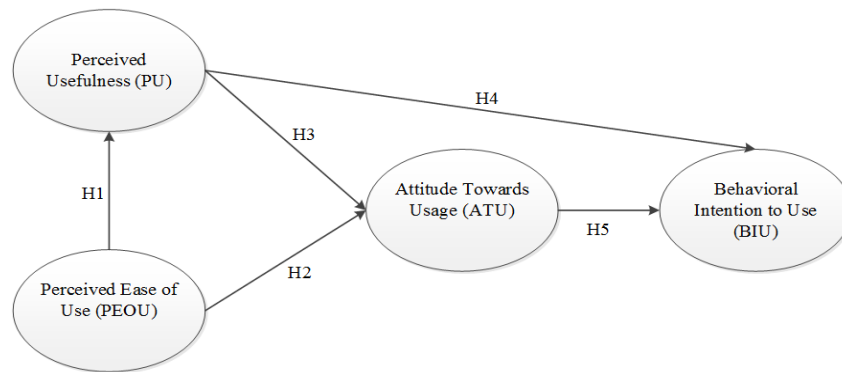 Perceived
Usefulness (PU)
H4
H3
H1
Attitude Towards
Usage (ATU)
Behavioral
Intention to Use
(BIU)
H5
H2
Perceived Ease of
Use (PEOU)